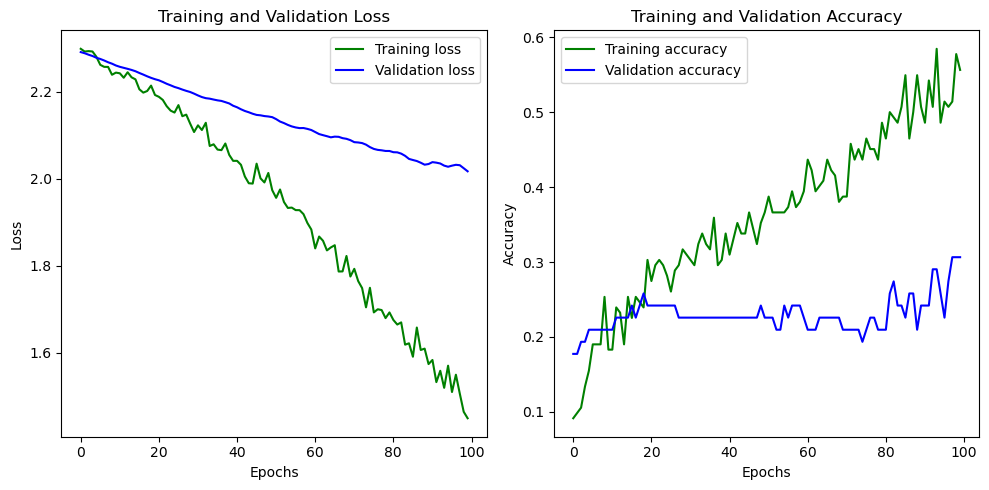 Training and Validation Loss
Training loss
Validation loss
2.2
2.0
1.8
1.6
Loss
0
20
40
60
80
100
Epochs
Training and Validation Accuracy
Training accuracy
Validation accuracy
0.6
0.5
0.4
0.3
0.2
0.1
Accuracy
0
20
40
60
80
100
Epochs